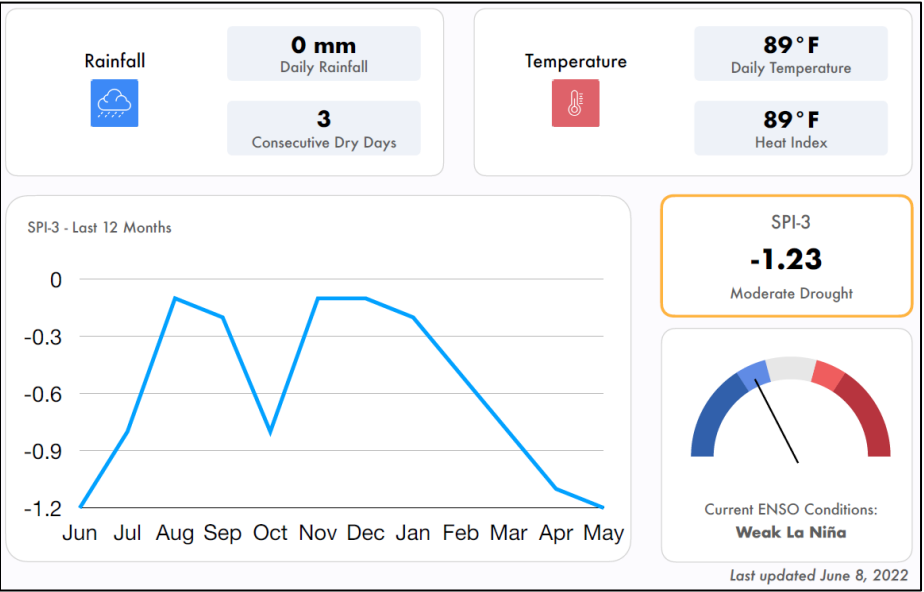 Rainfall
0 mm
Daily Rainfall
3
Consecutive Dry Days
Temperature
89°F
Daily Temperature
89°F
Heat Index
SPI-3 - Last 12 Months
0
-0.3
-0.6
-0.9
-1.2
Jun Jul Aug Sep Oct Nov Dec Jan Feb Mar Apr May
SPI-3
-1.23
Moderate Drought
Current ENSO Conditions:
Weak La Niña
Last updated June 8, 2022